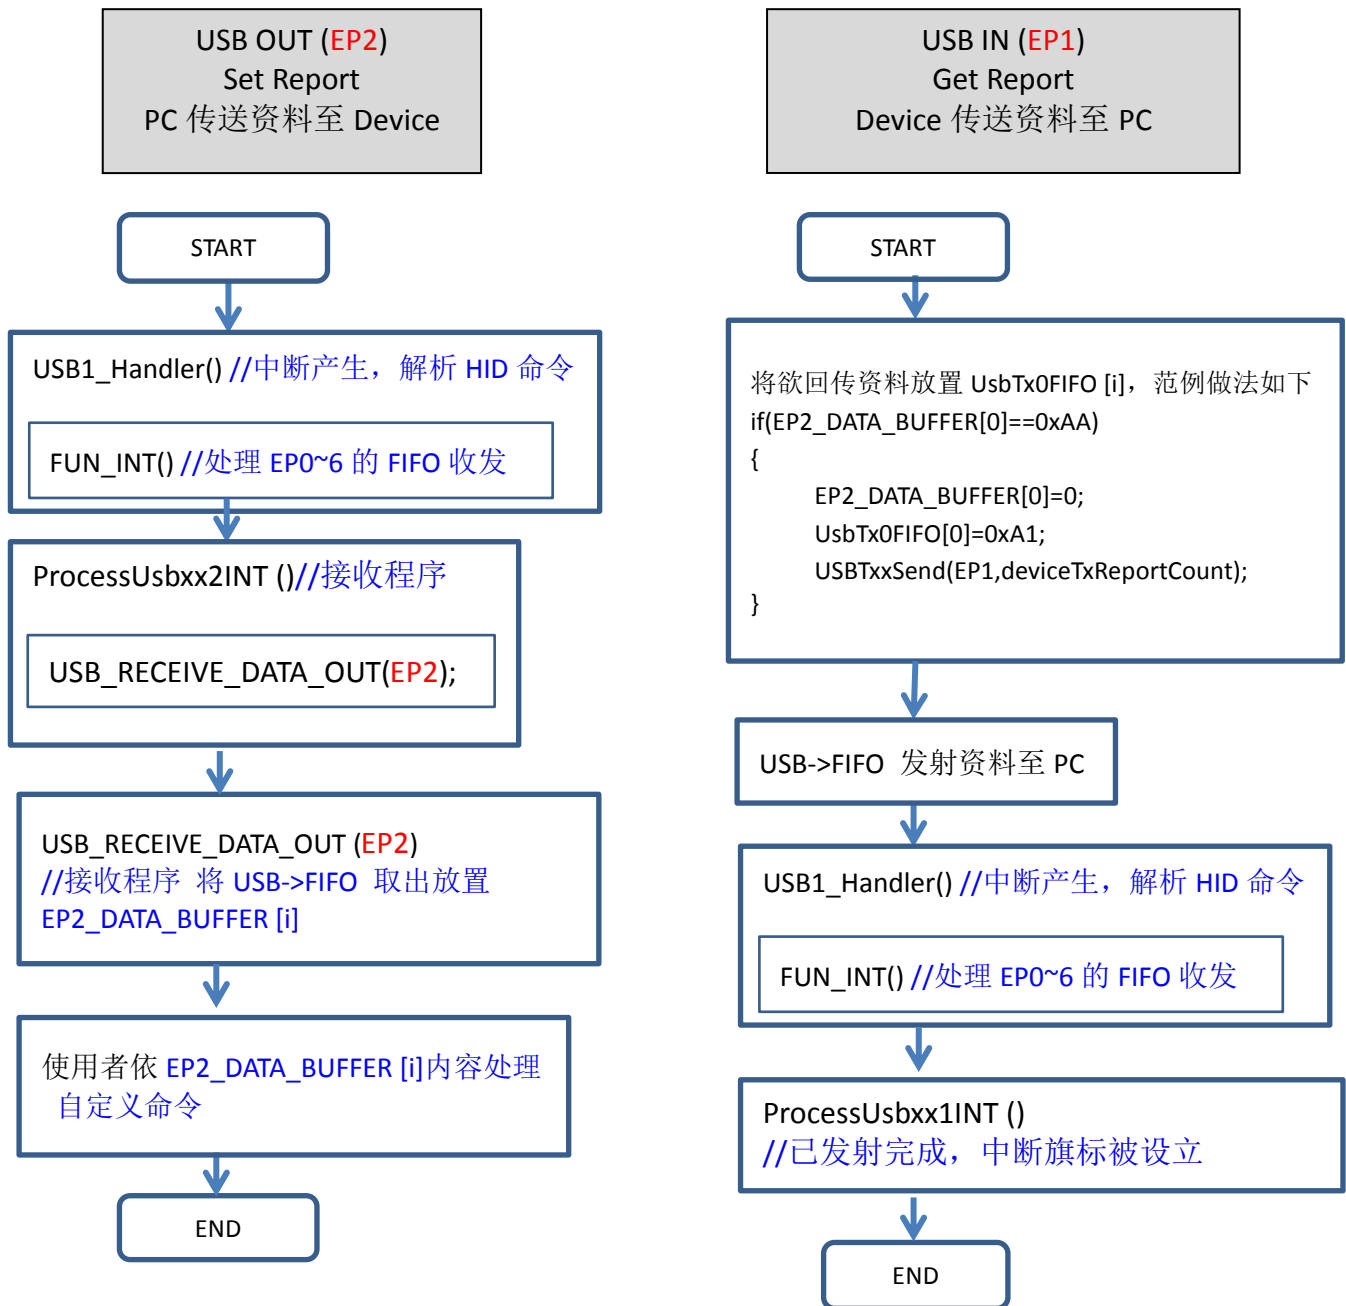 USB OUT (EP2)
Set Report
PC 传送资料至 Device
START
USB1_Handler() //中断产生，解析 HID 命令
FUN_INT() //处理 EP0~6 的 FIFO 收发
ProcessUsbxx2INT ()//接收程序
USB_RECEIVE_DATA_OUT(EP2);
USB_RECEIVE_DATA_OUT (EP2)
//接收程序 将 USB->FIFO 取出放置
EP2_DATA_BUFFER [i]
使用者依 EP2_DATA_BUFFER [i]内容处理
自定义命令
END
USB IN (EP1)
Get Report
Device 传送资料至 PC
START
将欲回传资料放置 UsbTx0FIFO [i]，范例做法如下
if(EP2_DATA_BUFFER[0]==0xAA)
{
EP2_DATA_BUFFER[0]=0;
UsbTx0FIFO[0]=0xA1;
USBTxxSend(EP1,deviceTxReportCount);
}
USB->FIFO 发射资料至 PC
USB1_Handler() //中断产生，解析 HID 命令
FUN_INT() //处理 EP0~6 的 FIFO 收发
ProcessUsbxx1INT ()
//已发射完成，中断旗标被设立
END